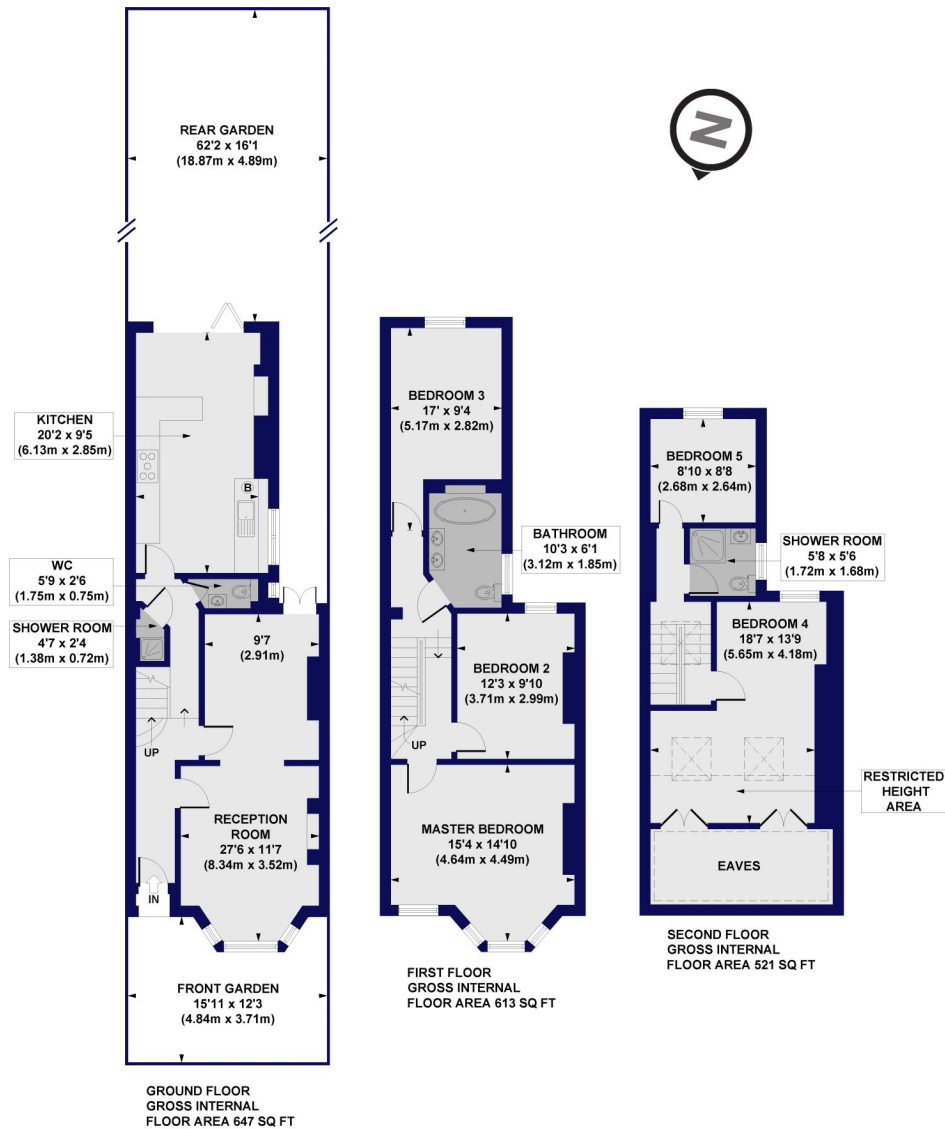 REAR GARDEN
62'2 x 16'1
(18.87m x 4.89m)
N
KITCHEN
20'2 x 9'5
(6.13m x 2.85m)
B
WC
5'9 x 2'6
(1.75m x 0.75m)
SHOWER ROOM
4'7 x 2'4
(1.38m x 0.72m)
9'7
(2.91m)
UP
RECEPTION
ROOM
27'6 x 11'7
(8.34m x 3.52m)
IN
FRONT GARDEN
15'11 x 12'3
(4.84m x 3.71m)
GROUND FLOOR
GROSS INTERNAL
FLOOR AREA 647 SQ FT
BEDROOM 3
17' x 9'4
(5.17m x 2.82m)
BATHROOM
10'3 x 6'1
(3.12m x 1.85m)
BEDROOM 2
12'3 x 9'10
(3.71m x 2.99m)
UP
MASTER BEDROOM
15'4 x 14'10
(4.64m x 4.49m)
FIRST FLOOR
GROSS INTERNAL
FLOOR AREA 613 SQ FT
BEDROOM 5
8'10 x 8'8
(2.68m x 2.64m)
SHOWER ROOM
5'8 x 5'6
(1.72m x 1.68m)
BEDROOM 4
18'7 x 13'9
(5.65m x 4.18m)
RESTRICTED
HEIGHT
AREA
EAVES
SECOND FLOOR
GROSS INTERNAL
FLOOR AREA 521 SQ FT